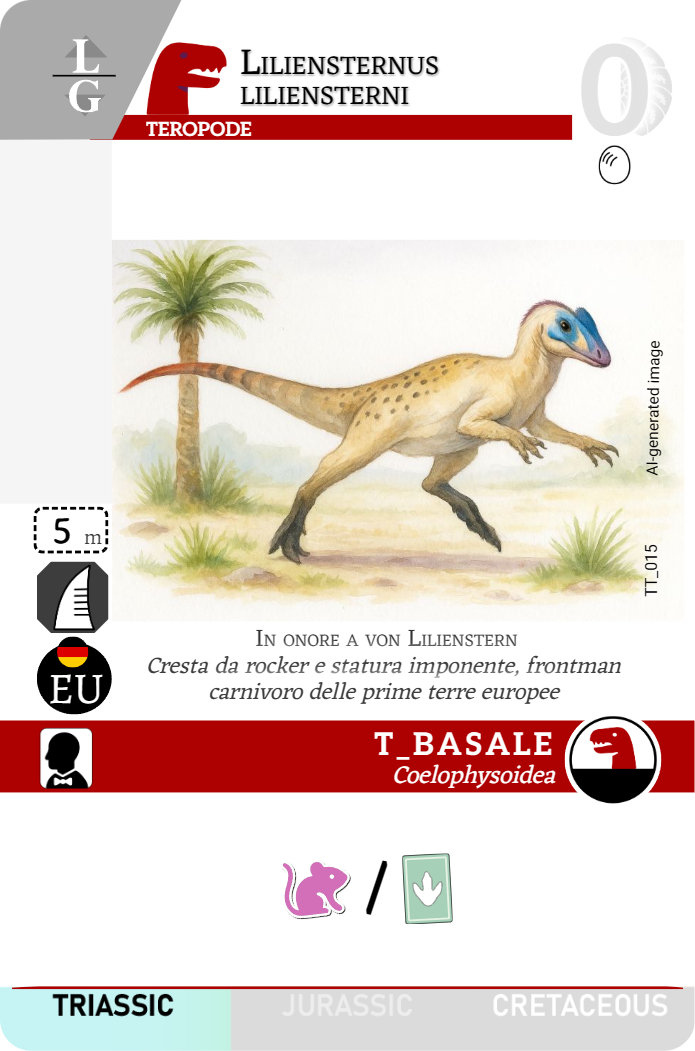 L
G
LILIENSTERNUS
LILIENSTERNI
TEROPODE
0
AI-generated image
TT_015
5 m
EU
IN ONORE A VON LILIENSTERN
Cresta da rocker e statura imponente, frontman
carnivoro delle prime terre europee
T_BASALE
Coelophysoidea
/
TRIASSIC
JURASSIC
CRETACEOUS